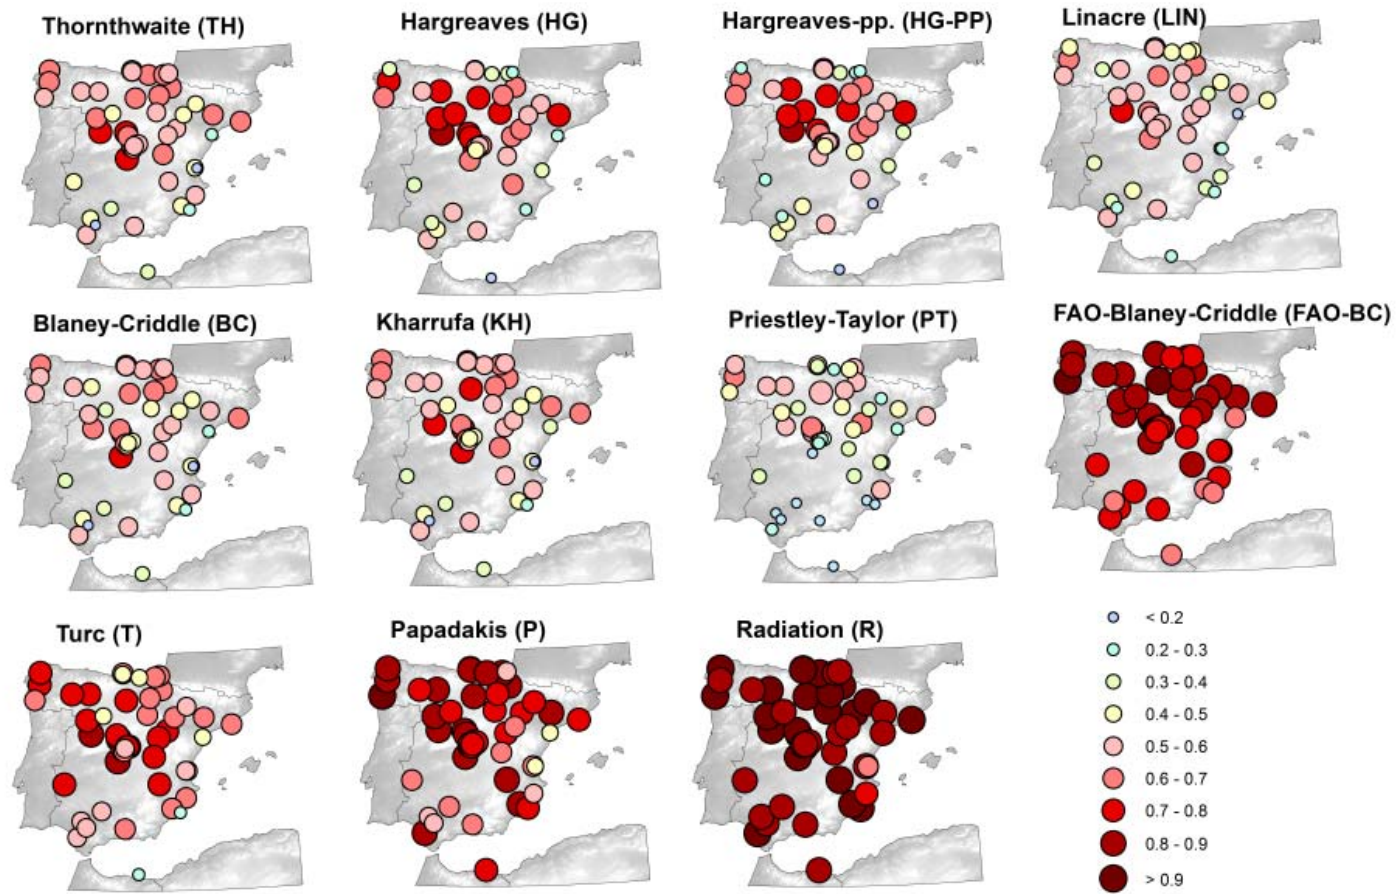 Thornthwaite (TH)
Hargreaves (HG)
Hargreaves-pp. (HG-PP)
Linacre (LIN)
Blaney-Criddle (BC)
Kharrufa (KH)
Priestley-Taylor (PT)
FAO-Blaney-Criddle (FAO-BC)
Turc (T)
Papadakis (P)
Radiation (R)
< 0.2
0.2 - 0.3
0.3 - 0.4
0.4 - 0.5
0.5 - 0.6
0.6 - 0.7
0.7 - 0.8
0.8 - 0.9
> 0.9